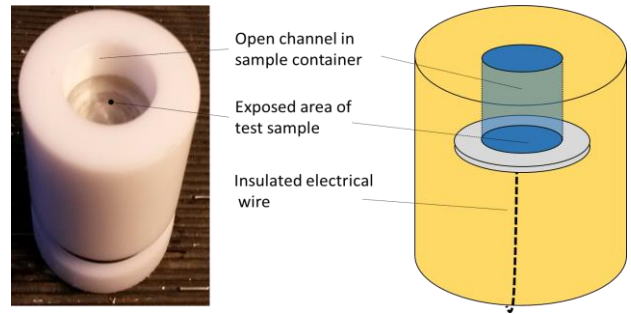 Open channel in
sample container
Exposed area of
test sample
Insulated electrical
wire